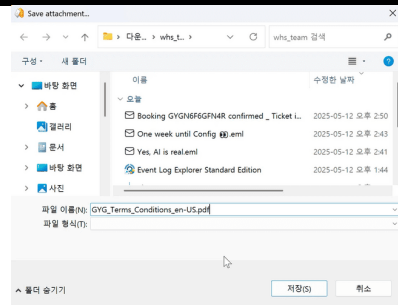 Save attachment...
다운... › whs_t... ›
whs_team 검색
구성 ▾ 새 폴더
이름 수정한 날짜
바탕 화면
오늘
홈
Booking GYGN6F6GFN4R confirmed _ Ticket i... 2025-05-12 오후 2:50
갤러리
One week until Config .eml 2025-05-12 오후 2:43
문서
Yes, AI is real.eml 2025-05-12 오후 2:41
바탕 화면
Event Log Explorer Standard Edition 2025-05-12 오후 1:44
사진
파일 이름(N): GYG_Terms_Conditions_en-US.pdf
파일 형식(T):
폴더 숨기기
저장(S) 취소